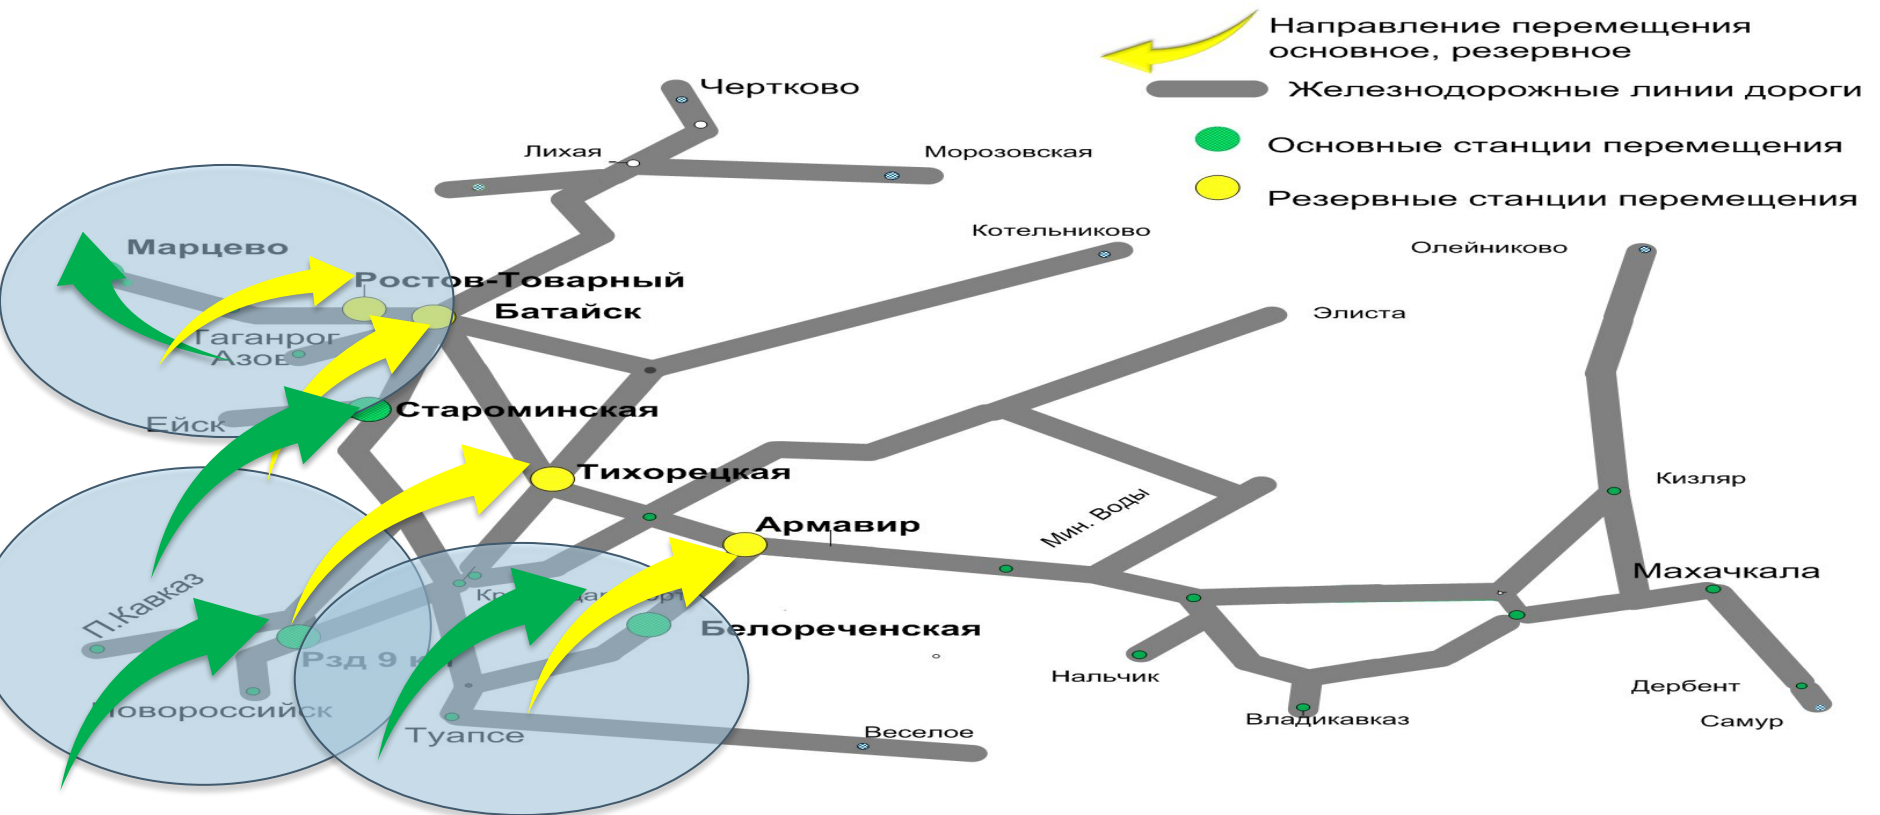 Направление перемещения
основное, резервное
Железнодорожные линии дороги
Основные станции перемещения
Резервные станции перемещения
Чертково
Лихая
Морозовская
Котельниково
Олейниково
Марцево
Ростов-Товарный
Батайск
Элиста
Таганрог
Азов
Староминская
Ейск
Тихорецкая
Кизляр
Армавир
Мин. Воды
Махачкала
П.Кавказ
Белореченская
Рзд 9 км
Нальчик
Дербент
Новороссийск
Владикавказ
Самур
Туапсе
Веселое